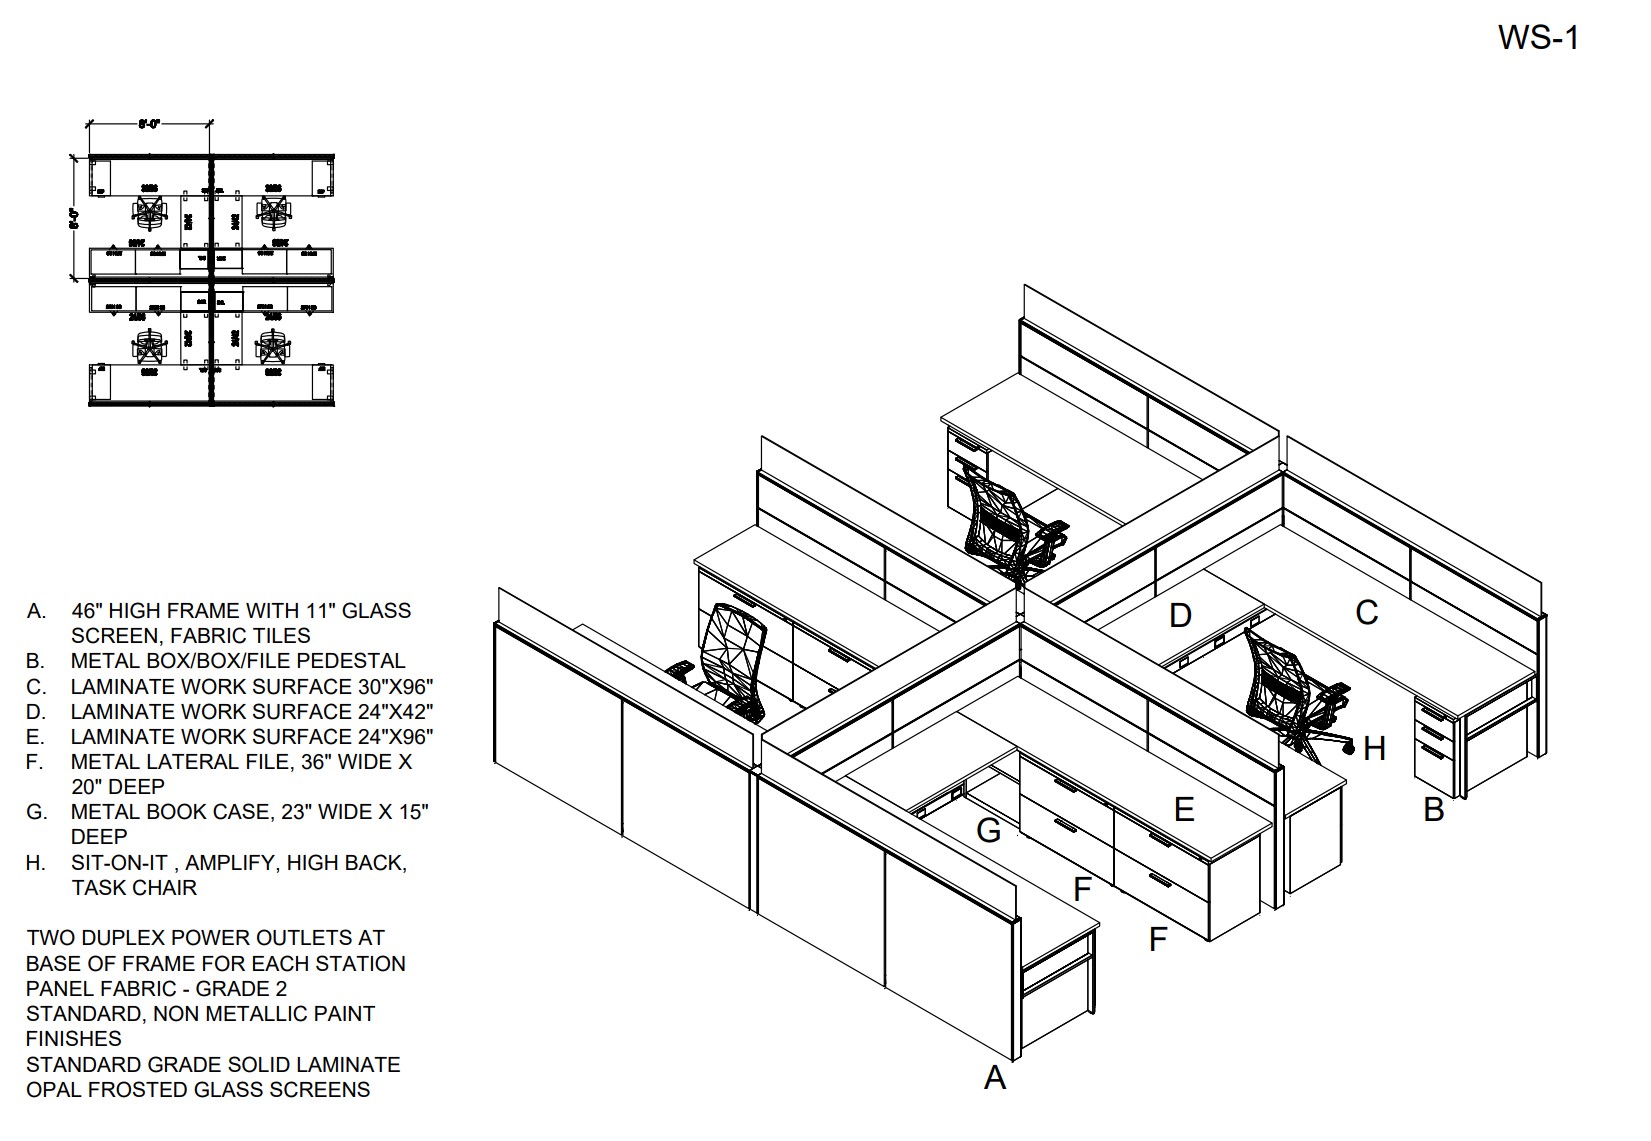 WS-1
8'-0"
8'-0"
A. 46" HIGH FRAME WITH 11" GLASS
SCREEN, FABRIC TILES
B. METAL BOX/BOX/FILE PEDESTAL
C. LAMINATE WORK SURFACE 30"X96"
D. LAMINATE WORK SURFACE 24"X42"
E. LAMINATE WORK SURFACE 24"X96"
F. METAL LATERAL FILE, 36" WIDE X
20" DEEP
G. METAL BOOK CASE, 23" WIDE X 15"
DEEP
H. SIT-ON-IT , AMPLIFY, HIGH BACK,
TASK CHAIR
TWO DUPLEX POWER OUTLETS AT
BASE OF FRAME FOR EACH STATION
PANEL FABRIC - GRADE 2
STANDARD, NON METALLIC PAINT
FINISHES
STANDARD GRADE SOLID LAMINATE
OPAL FROSTED GLASS SCREENS
D
C
H
B
E
G
F
F
A